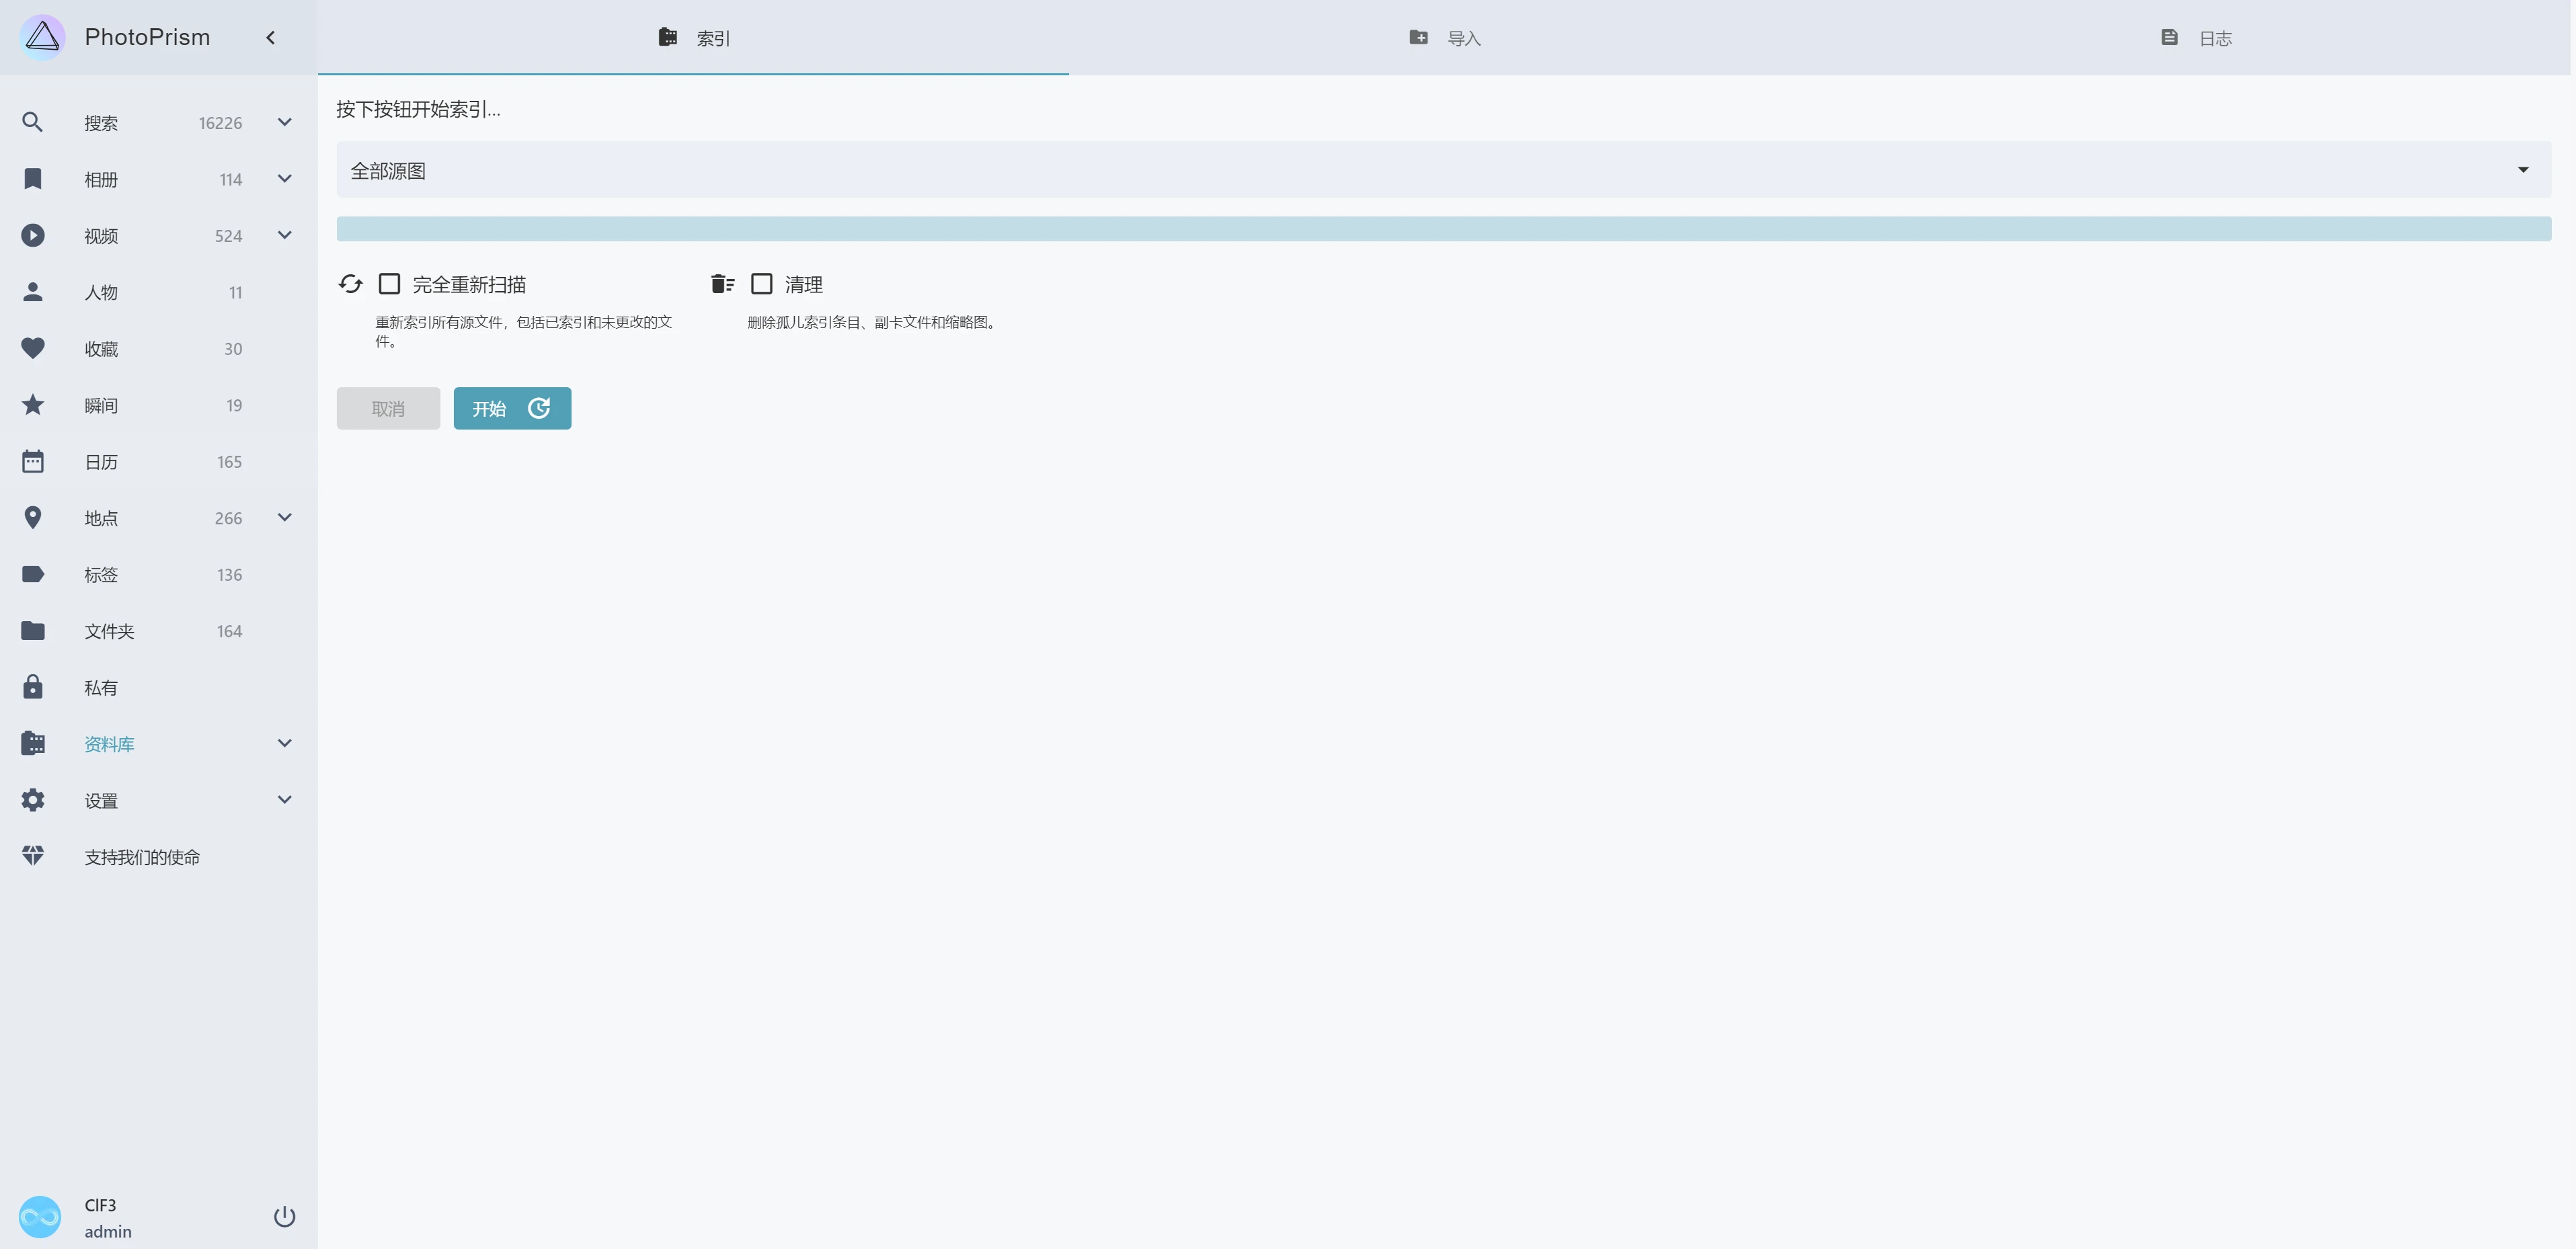 PhotoPrism
索引
导入
日志
搜索 16226
相册 114
视频 524
人物 11
收藏 30
瞬间 19
日历 165
地点 266
标签 136
文件夹 164
私有
资料库
设置
支持我们的使命
ClF3
admin
按下按钮开始索引...
全部源图
完全重新扫描
重新索引所有源文件，包括已索引和未更改的文
件。
清理
删除孤儿索引条目、副卡文件和缩略图。
取消
开始